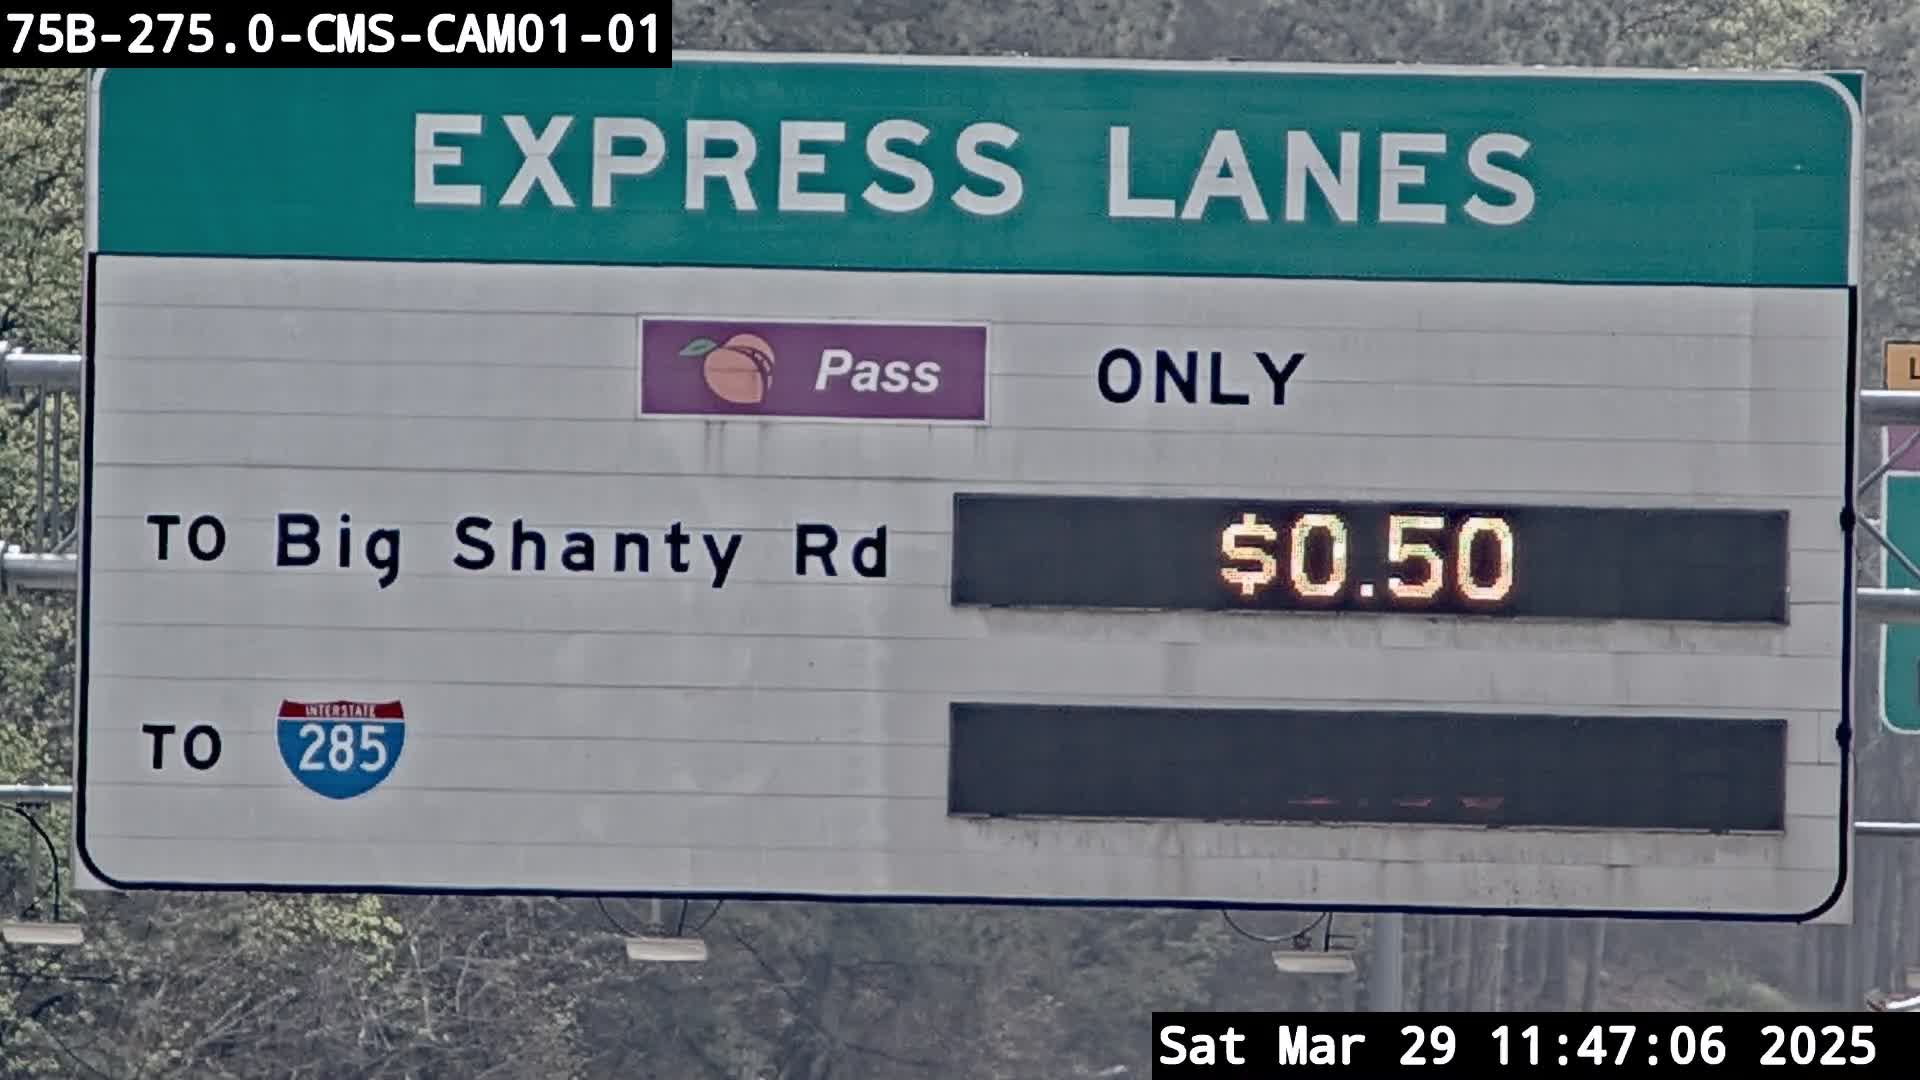 75B-275.0-CMS-CAM01-01
EXPRESS LANES
Pass ONLY
TO Big Shanty Rd $0.50
TO INTERSTATE 285
Sat Mar 29 11:47:06 2025